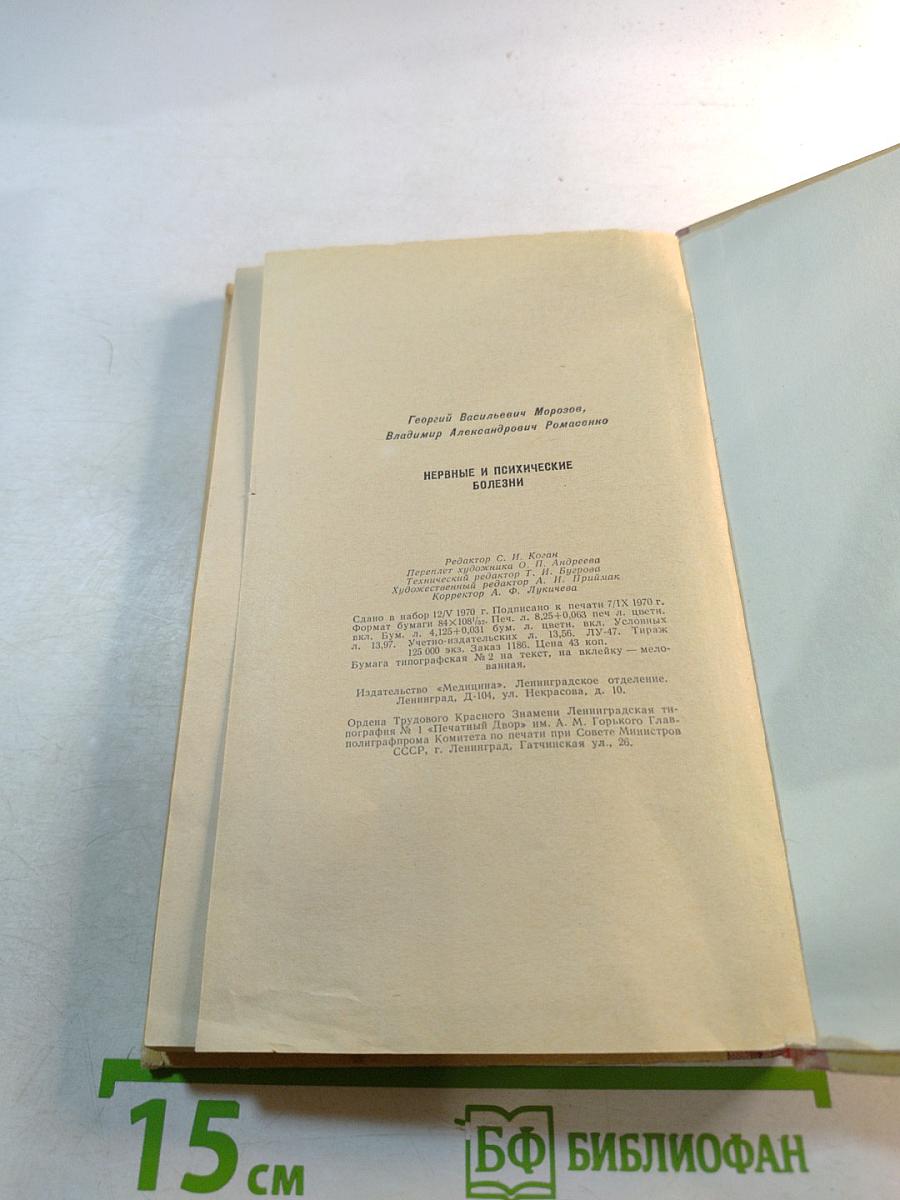 Георгий Васильевич Морозов,
Владимир Александрович Ромасенко
НЕРВНЫЕ И ПСИХИЧЕСКИЕ
БОЛЕЗНИ
Редактор С. И. Коган
Переплет художника О. П. Андреева
Технический редактор Т. И. Бугрова
Художественный редактор А. И. Приймак
Корректор А. Ф. Лукичева
Сдано в набор 12/V 1970 г. Подписано к печати 7/IX 1970 г.
Формат бумаги 84×108¹/₃₂. Печ. л. 8,25+0,063 печ л. цветн.
вкл. Бум. л. 4,125+0,031 бум. л. цветн. вкл. Условных
л. 13,97. Учетно-издательских л. 13,56. ЛУ-47. Тираж
125 000 экз. Заказ 1186. Цена 43 коп.
Бумага типографская № 2 на текст, на вклейку — мело-
ванная.
Издательство «Медицина». Ленинградское отделение.
Ленинград, Д-104, ул. Некрасова, д. 10.
Ордена Трудового Красного Знамени Ленинградская ти-
пография № 1 «Печатный Двор» им. А. М. Горького Глав-
полиграфпрома Комитета по печати при Совете Министров
СССР, г. Ленинград, Гатчинская ул., 26.
15 см
БФ БИБЛИОФАН